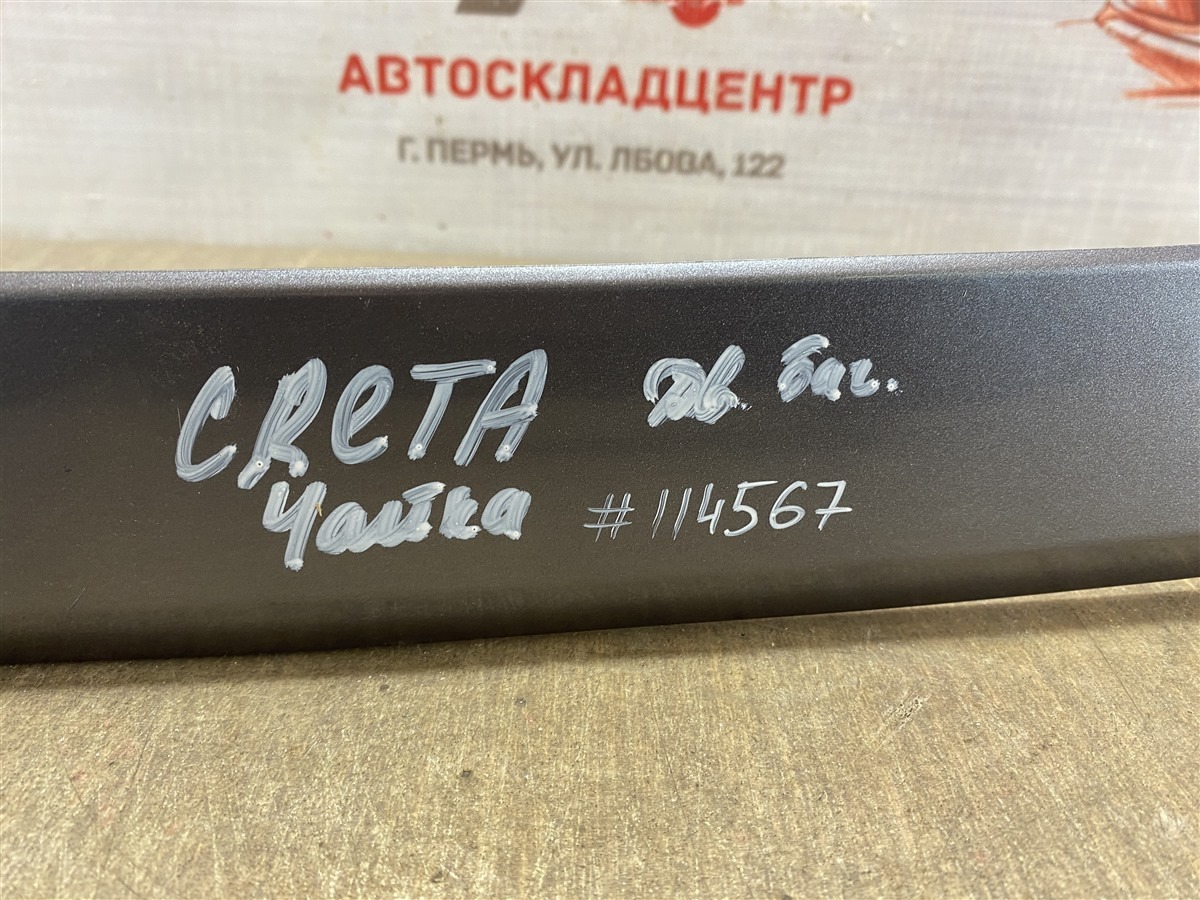 АВТОСКЛАДЦЕНТР
Г. ПЕРМЬ, УЛ. ЛБОВА, 122
CRETA дв баг.
Чайка #114567